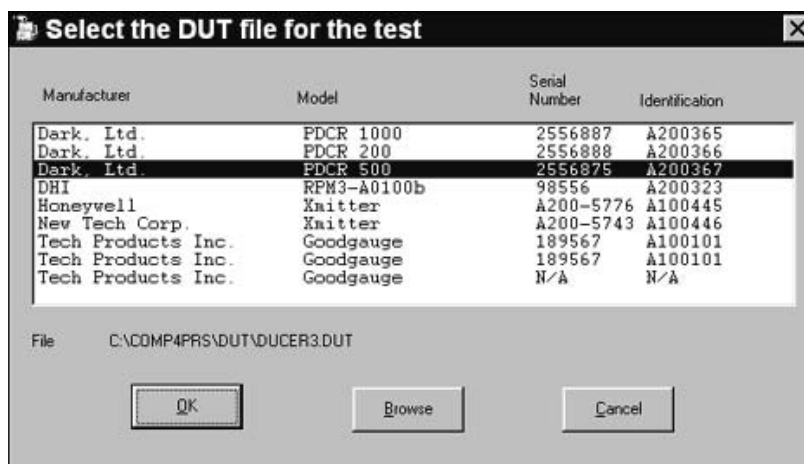 Select the DUT file for the test
Manufacturer Model Serial Number Identification
Dark, Ltd. PDCR 1000 2556887 A200365
Dark, Ltd. PDCR 200 2556888 A200366
Dark, Ltd. PDCR 500 2556875 A200367
DHI RPM3-A0100b 98556 A200323
Honeywell Xmitter A200-5776 A100445
New Tech Corp. Xmitter A200-5743 A100446
Tech Products Inc. Goodgauge 189567 A100101
Tech Products Inc. Goodgauge 189567 A100101
Tech Products Inc. Goodgauge N/A N/A
File C:\COMP4PRS\DUT\DUCER3.DUT
OK Browse Cancel